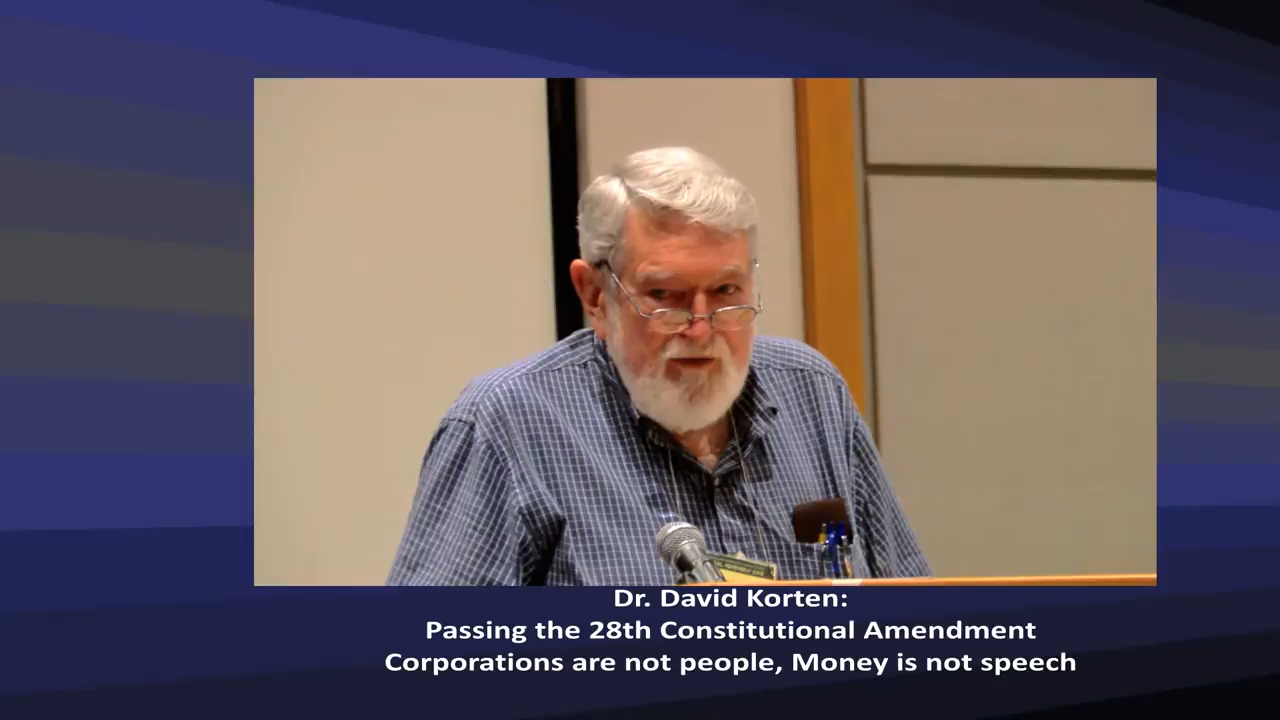 Dr. David Korten:
Passing the 28th Constitutional Amendment
Corporations are not people, Money is not speech